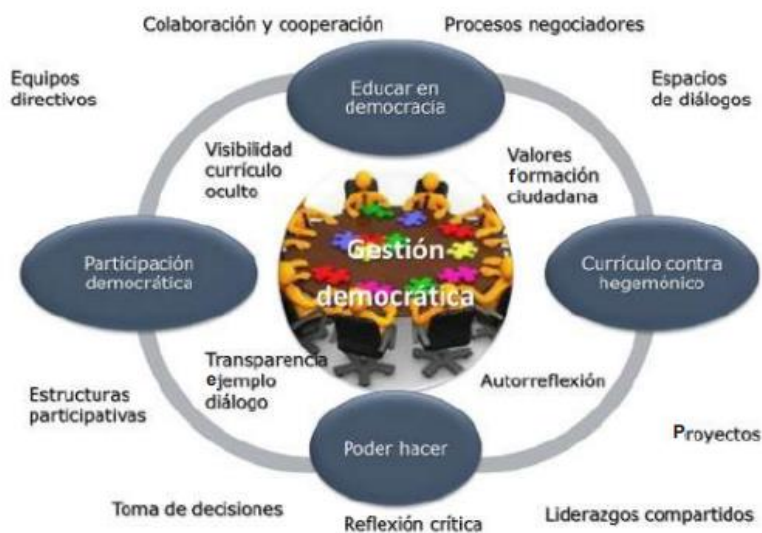 Colaboración y cooperación
Procesos negociadores
Equipos
directivos
Educar en
democracia
Espacios
de diálogos
Visibilidad
currículo
oculto
Valores
formación
ciudadana
Participación
democrática
Gestión
democrática
Currículo contra
hegemónico
Transparencia
ejemplo
diálogo
Autorreflexión
Estructuras
participativas
Poder hacer
Proyectos
Toma de decisiones
Reflexión crítica
Liderazgos compartidos